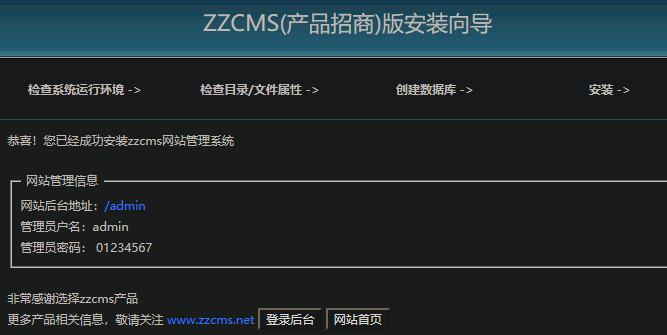 ZZCMS(产品招商)版安装向导
检查系统运行环境 -> 检查目录/文件属性 -> 创建数据库 -> 安装 ->
恭喜！您已经成功安装zzcms网站管理系统
网站管理信息
网站后台地址：/admin
管理员户名：admin
管理员密码： 01234567
非常感谢选择zzcms产品
更多产品相关信息，敬请关注 www.zzcms.net 登录后台 网站首页